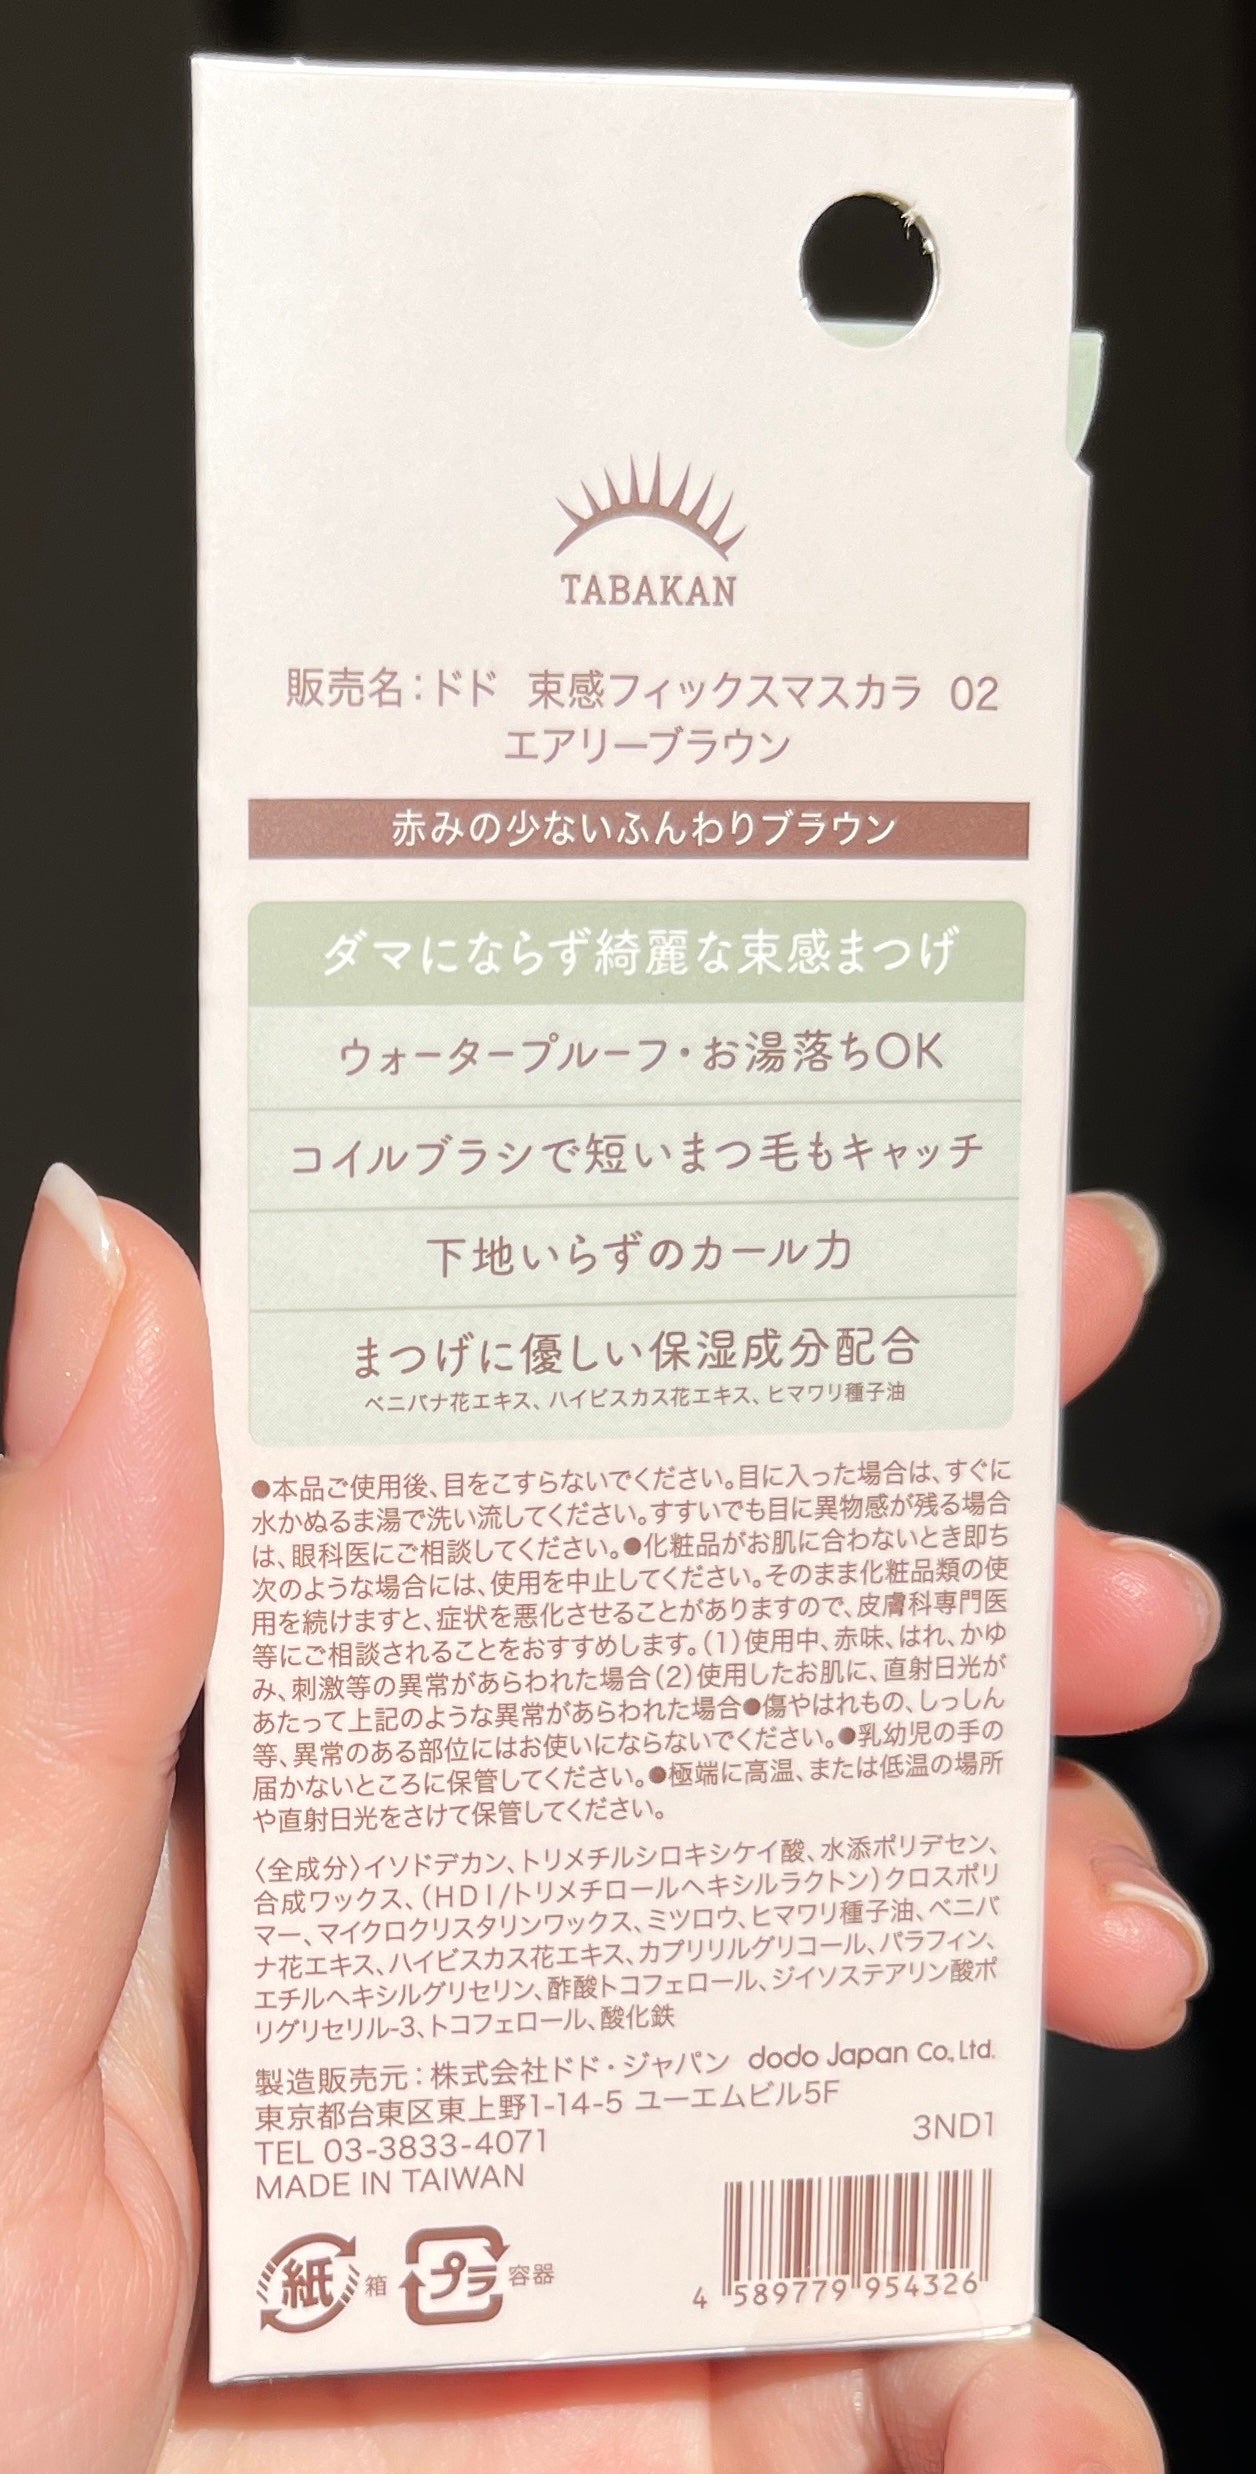 TABAKAN
販売名：ドド 束感フィックスマスカラ 02
エアリーブラウン
赤みの少ないふんわりブラウン
ダマにならず綺麗な束感まつげ
ウォータープルーフ・お湯落ちOK
コイルブラシで短いまつ毛もキャッチ
下地いらずのカール力
まつげに優しい保湿成分配合
ベニバナ花エキス、ハイビスカス花エキス、ヒマワリ種子油
●本品ご使用後、目をこすらないでください。目に入った場合は、すぐに
水かぬるま湯で洗い流してください。すすいでも目に異物感が残る場合
は、眼科医にご相談してください。●化粧品がお肌に合わないとき即ち
次のような場合には、使用を中止してください。そのまま化粧品類の使
用を続けますと、症状を悪化させることがありますので、皮膚科専門医
等にご相談されることをおすすめします。(1)使用中、赤味、はれ、かゆ
み、刺激等の異常があらわれた場合(2)使用したお肌に、直射日光が
あたって上記のような異常があらわれた場合●傷やはれもの、しっしん
等、異常のある部位にはお使いにならないでください。●乳幼児の手の
届かないところに保管してください。●極端に高温、または低温の場所
や直射日光をさけて保管してください。
〈全成分〉イソドデカン、トリメチルシロキシケイ酸、水添ポリデセン、
合成ワックス、(HDI/トリメチロールヘキシルラクトン)クロスポリ
マー、マイクロクリスタリンワックス、ミツロウ、ヒマワリ種子油、ベニバ
ナ花エキス、ハイビスカス花エキス、カプリリルグリコール、パラフィン、
エチルヘキシルグリセリン、酢酸トコフェロール、ジイソステアリン酸ポ
リグリセリル-3、トコフェロール、酸化鉄
製造販売元：株式会社ドド・ジャパン dodo Japan Co., Ltd.
東京都台東区東上野1-14-5 ユーエムビル5F
TEL 03-3833-4071 3ND1
MADE IN TAIWAN
紙 箱 プラ 容器
4 589779 954326